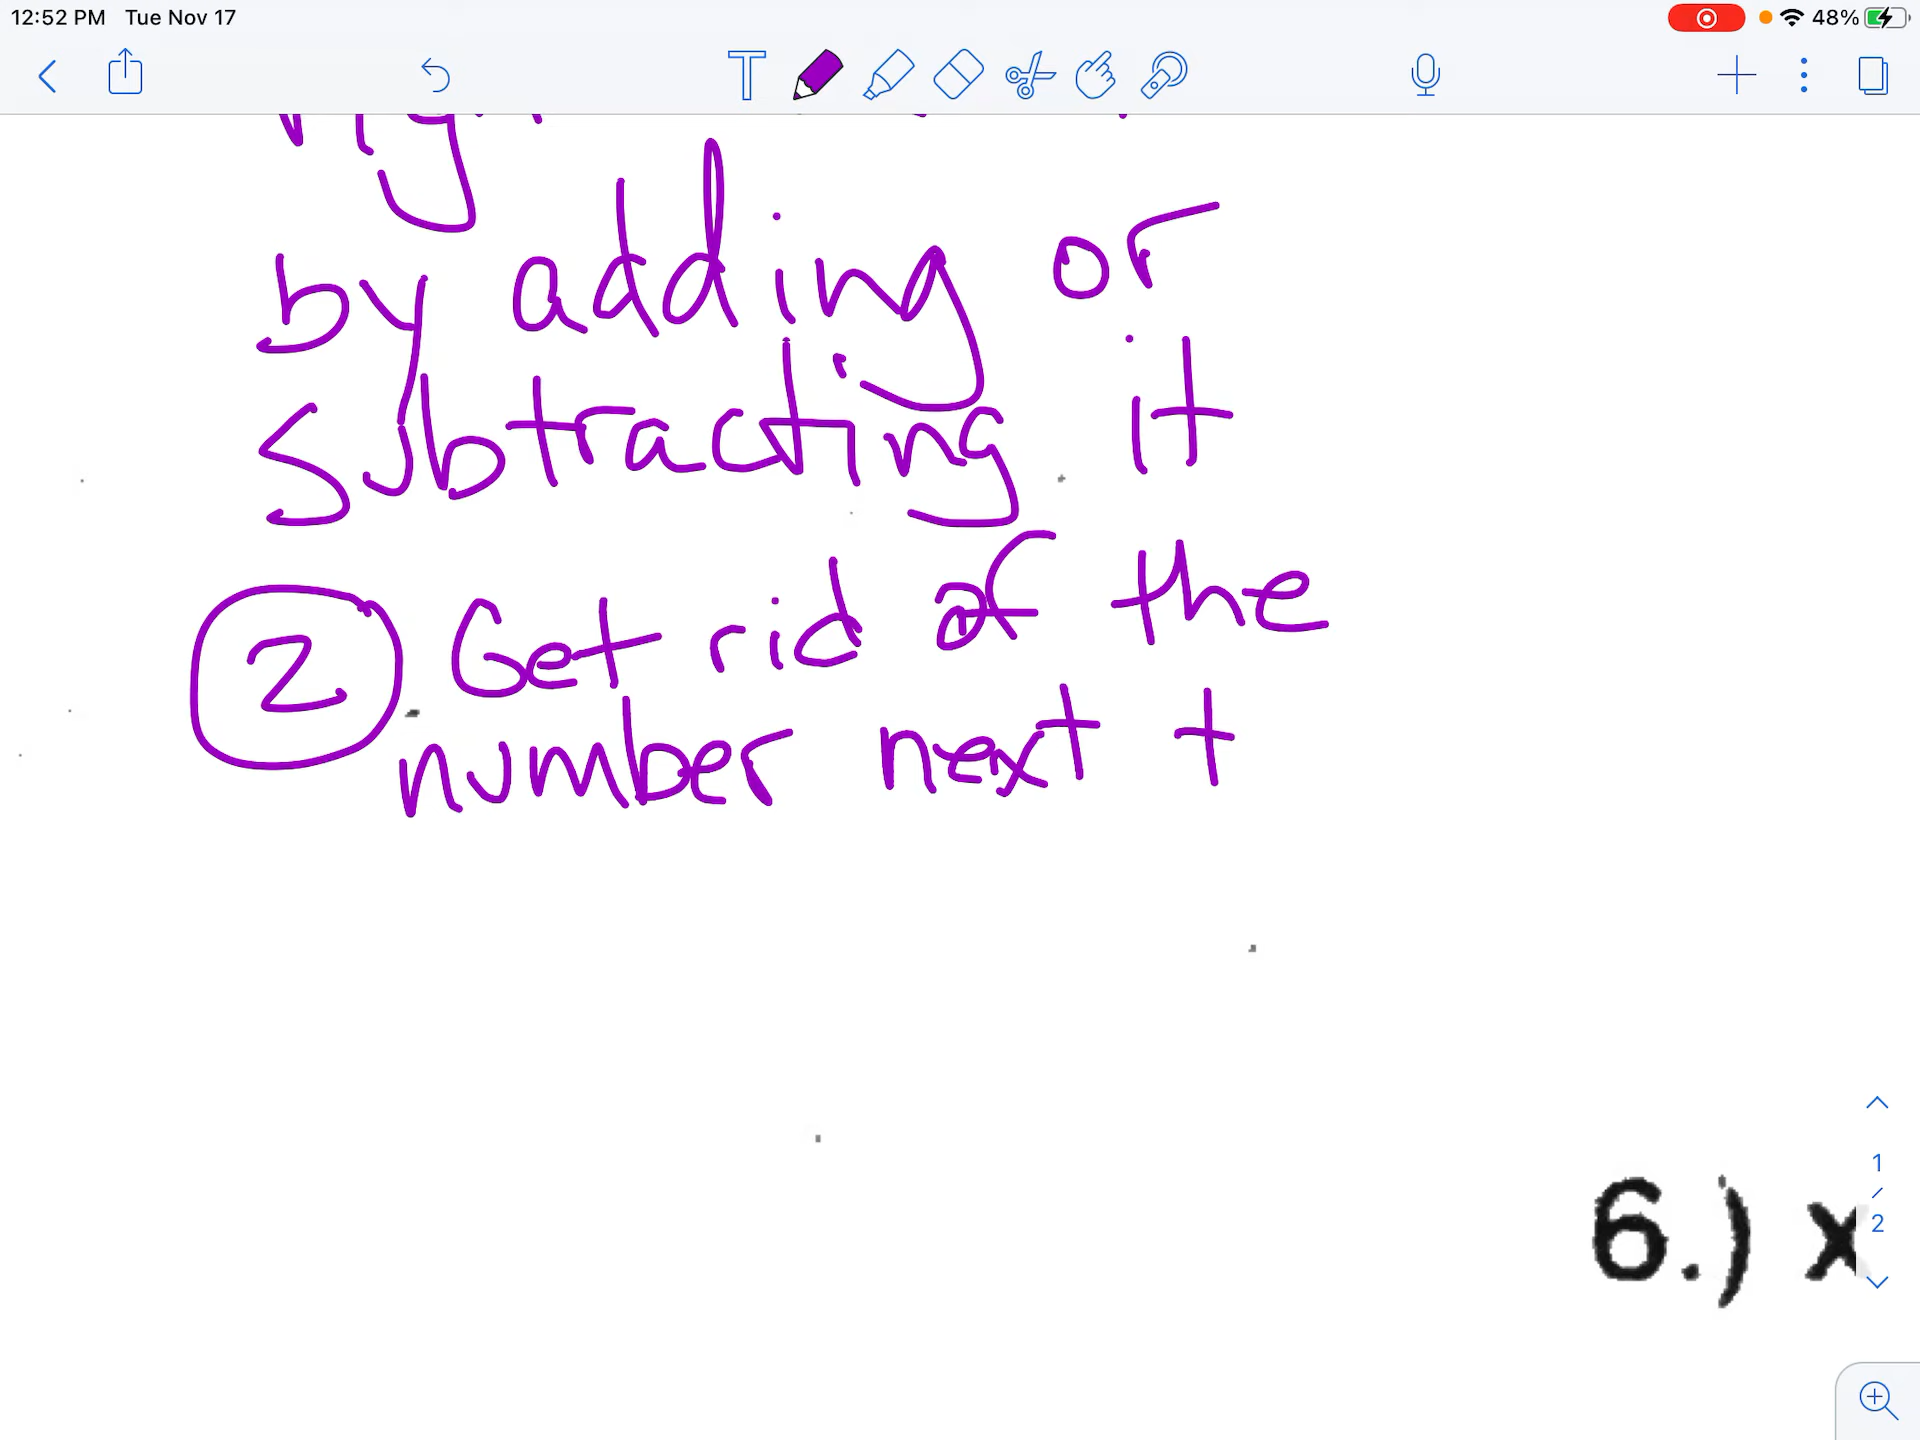 12:52 PM Tue Nov 17
48%
by adding or
subtracting it
2 Get rid of the
number next t
1
/
2
6.) x